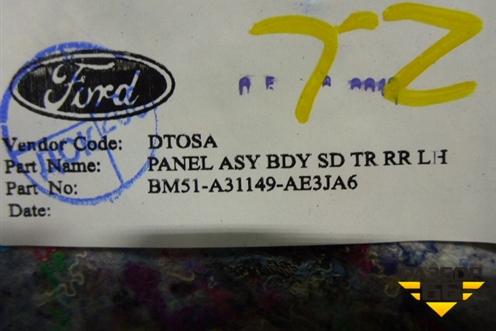 Ford
TZ
Vendor Code: DTOSA
Part Name: PANEL ASY BDY SD TR RR LH
Part No: BM51-A31149-AE3JA6
Date: